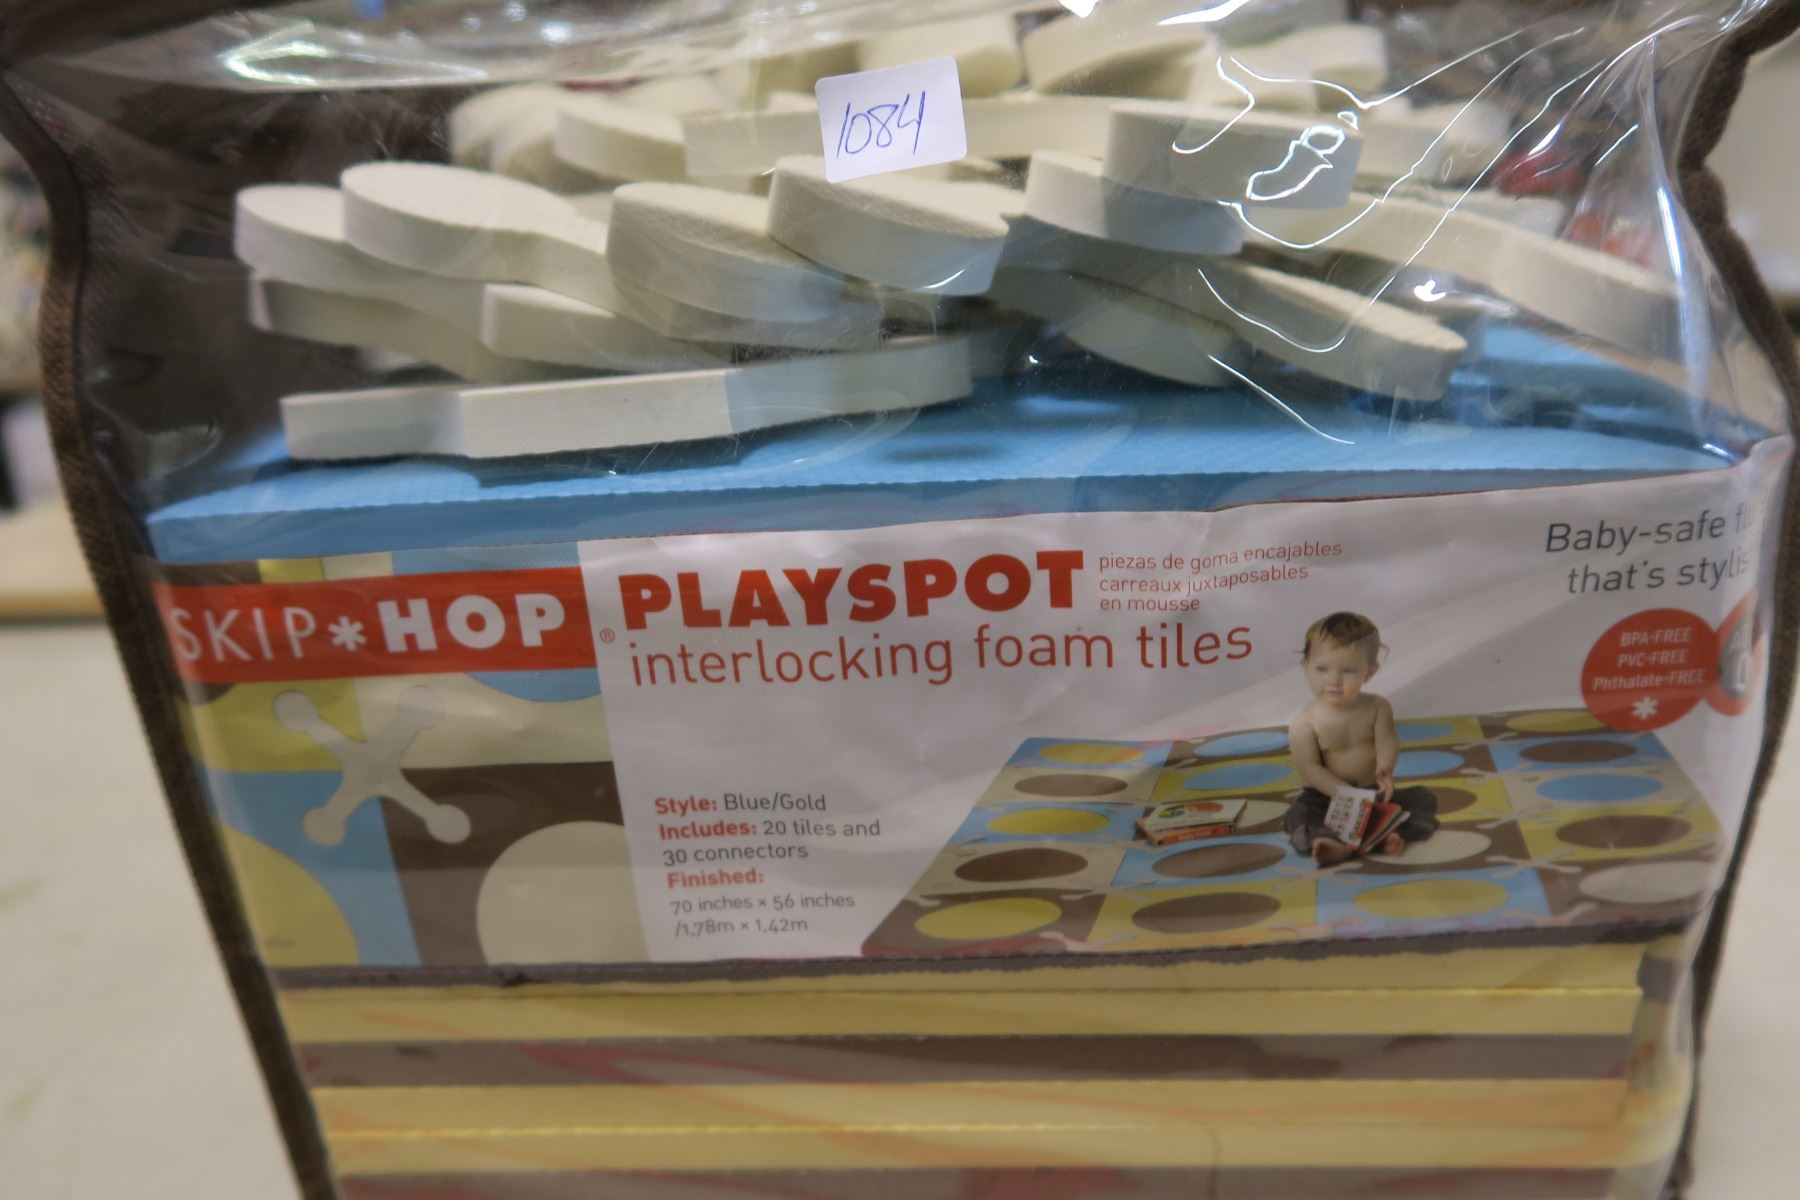 1084
SKIP*HOP®
PLAYSPOT
piezas de goma encajables
carreaux juxtaposables
en mousse
interlocking foam tiles
Baby-safe
that's
BPA-FREE
PVC-FREE
Phthalate-FREE
*
Style: Blue/Gold
Includes: 20 tiles and
30 connectors
Finished:
70 inches × 56 inches
/1,78m × 1,42m